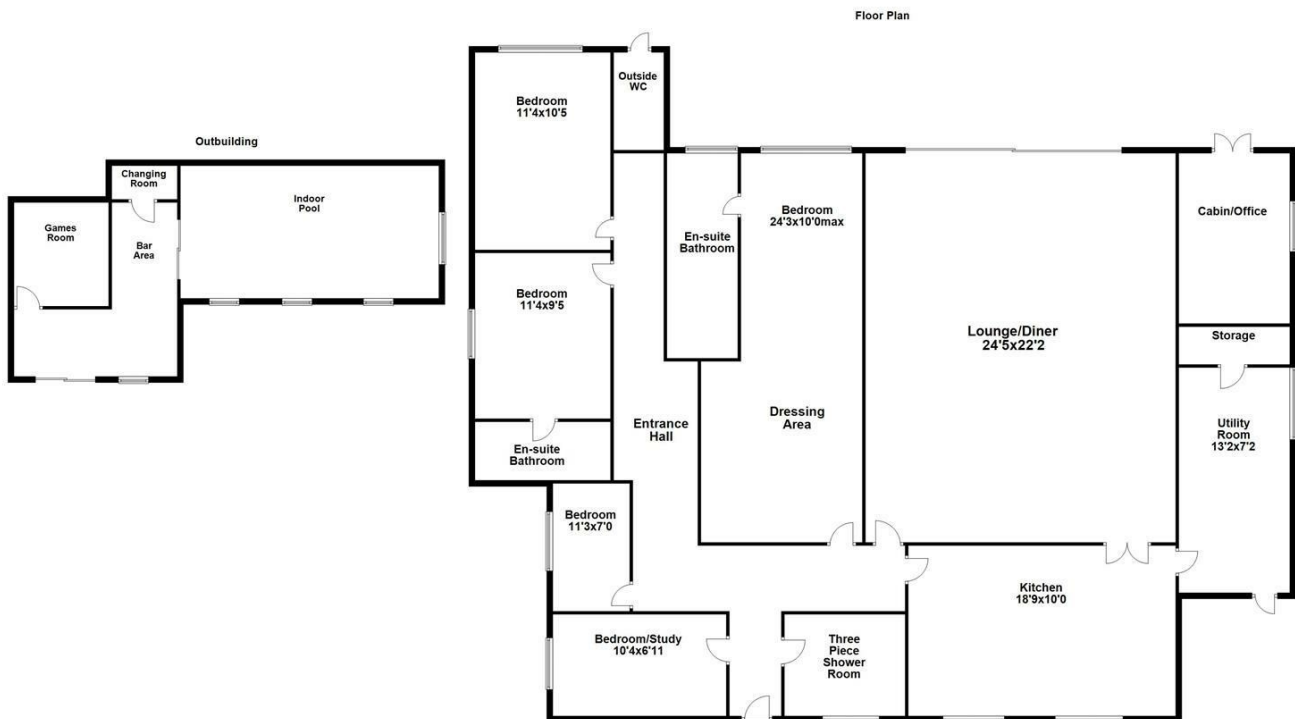 Floor Plan
Outbuilding
Changing
Room
Games
Room
Bar
Area
Indoor
Pool
Bedroom
11'4x10'5
Outside
WC
Bedroom
11'4x9'5
En-suite
Bathroom
Entrance
Hall
En-suite
Bathroom
Bedroom
24'3x10'0max
Dressing
Area
Lounge/Diner
24'5x22'2
Cabin/Office
Storage
Utility
Room
13'2x7'2
Bedroom
11'3x7'0
Bedroom/Study
10'4x6'11
Three
Piece
Shower
Room
Kitchen
18'9x10'0